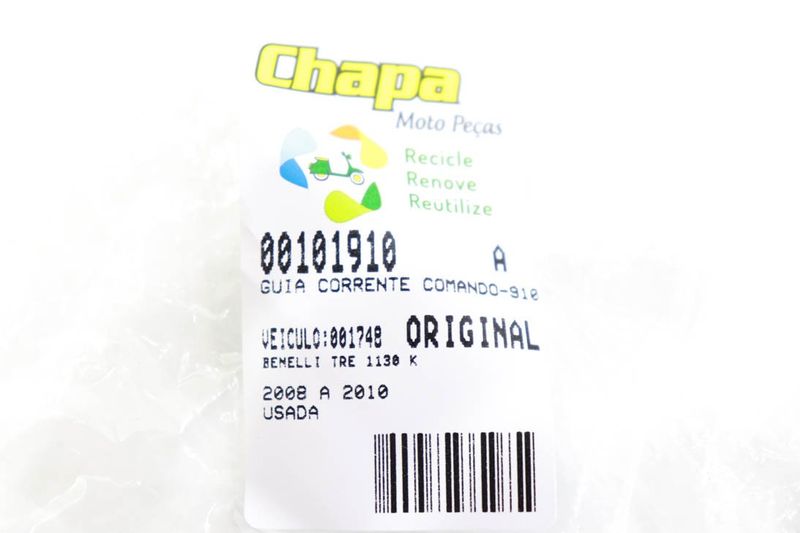 Chapa
Moto Peças
Recicle
Renove
Reutilize
00101910 A
GUIA CORRENTE COMANDO-910
VEICULO:001748 ORIGINAL
BENELLI TRE 1130 K
2008 A 2010
USADA